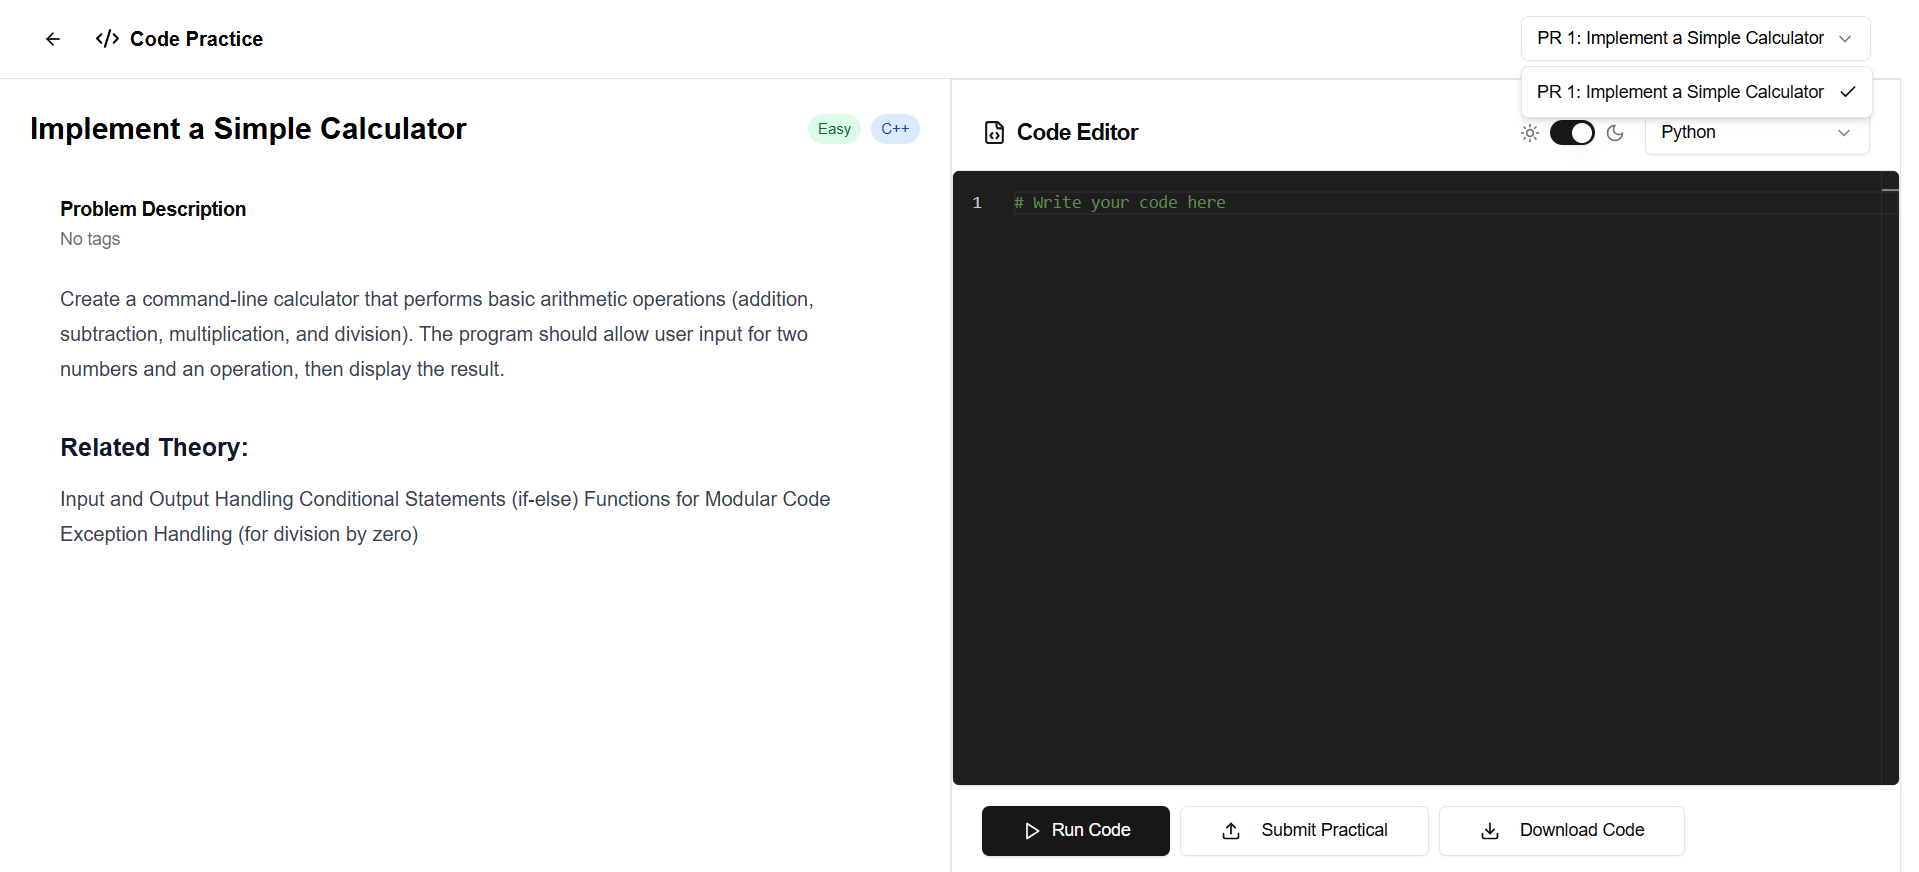 Code Practice
PR 1: Implement a Simple Calculator
PR 1: Implement a Simple Calculator
Implement a Simple Calculator
Easy
C++
Problem Description
No tags
Create a command-line calculator that performs basic arithmetic operations (addition,
subtraction, multiplication, and division). The program should allow user input for two
numbers and an operation, then display the result.
Related Theory:
Input and Output Handling Conditional Statements (if-else) Functions for Modular Code
Exception Handling (for division by zero)
Code Editor
Python
1 # Write your code here
Run Code
Submit Practical
Download Code